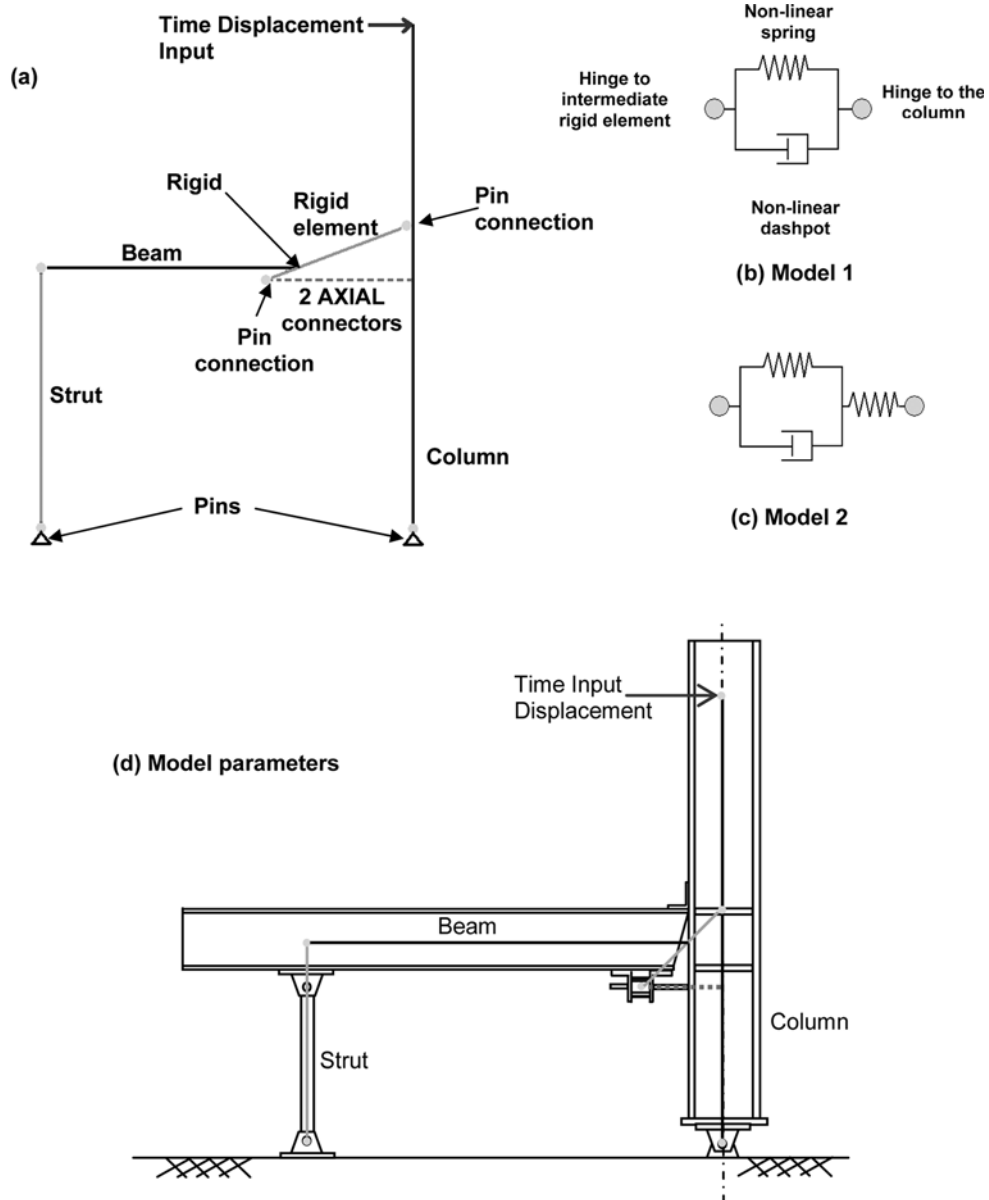 Time Displacement
Input
(a)
Rigid
Rigid
element
Pin
connection
Beam
2 AXIAL
connectors
Pin
connection
Strut
Column
Pins
Non-linear
spring
Hinge to
intermediate
rigid element
Hinge to the
column
Non-linear
dashpot
(b) Model 1
(c) Model 2
Time Input
Displacement
(d) Model parameters
Beam
Column
Strut